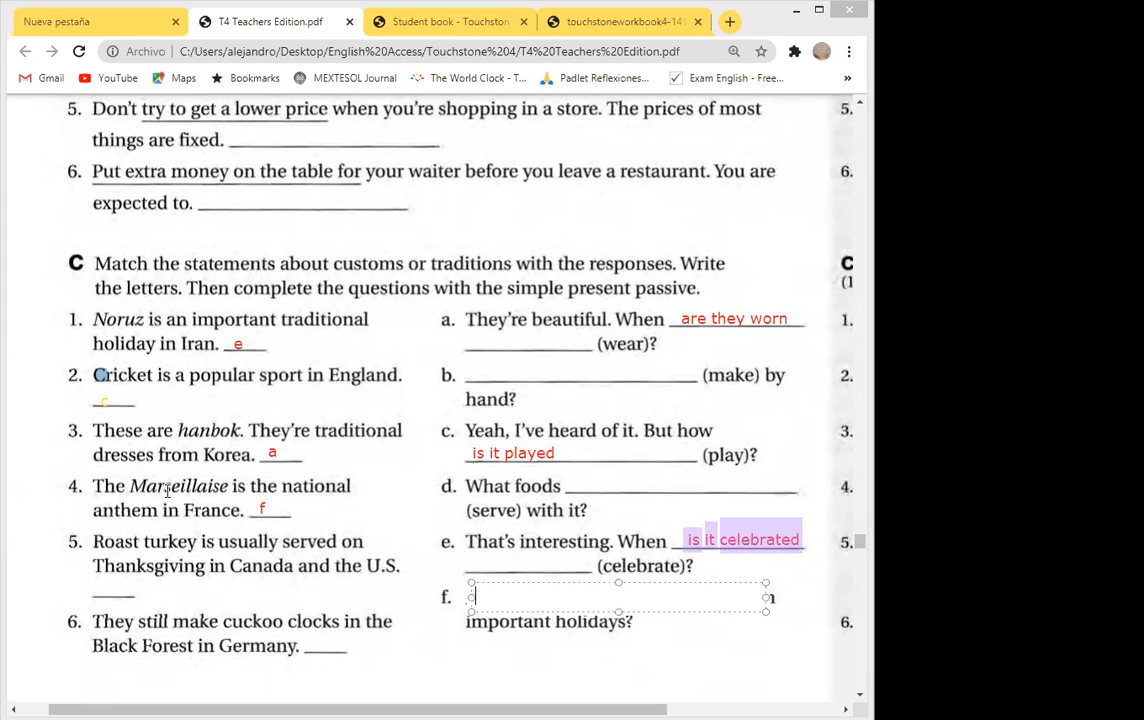 Nueva pestaña
T4 Teachers Edition.pdf
Student book - Touchston
touchstoneworkbook4-141
Archivo
C:/Users/alejandro/Desktop/English%20Access/Touchstone%204/T4%20Teachers%20Edition.pdf
Gmail
YouTube
Maps
Bookmarks
MEXTESOL Journal
The World Clock - T...
Padlet Reflexiones...
Exam English - Free...
»
5. Don't try to get a lower price when you're shopping in a store. The prices of most
things are fixed.
6. Put extra money on the table for your waiter before you leave a restaurant. You are
expected to.
C Match the statements about customs or traditions with the responses. Write
the letters. Then complete the questions with the simple present passive.
1. Noruz is an important traditional
holiday in Iran. e
2. Cricket is a popular sport in England.
c
3. These are hanbok. They're traditional
dresses from Korea. a
4. The Marseillaise is the national
anthem in France. f
5. Roast turkey is usually served on
Thanksgiving in Canada and the U.S.
6. They still make cuckoo clocks in the
Black Forest in Germany.
a. They're beautiful. When are they worn
(wear)?
b. (make) by
hand?
c. Yeah, I've heard of it. But how
is it played (play)?
d. What foods
(serve) with it?
e. That's interesting. When is it celebrated
(celebrate)?
f.
important holidays?
5.
6.
C
(1
1.
2.
3.
4.
5.
6.